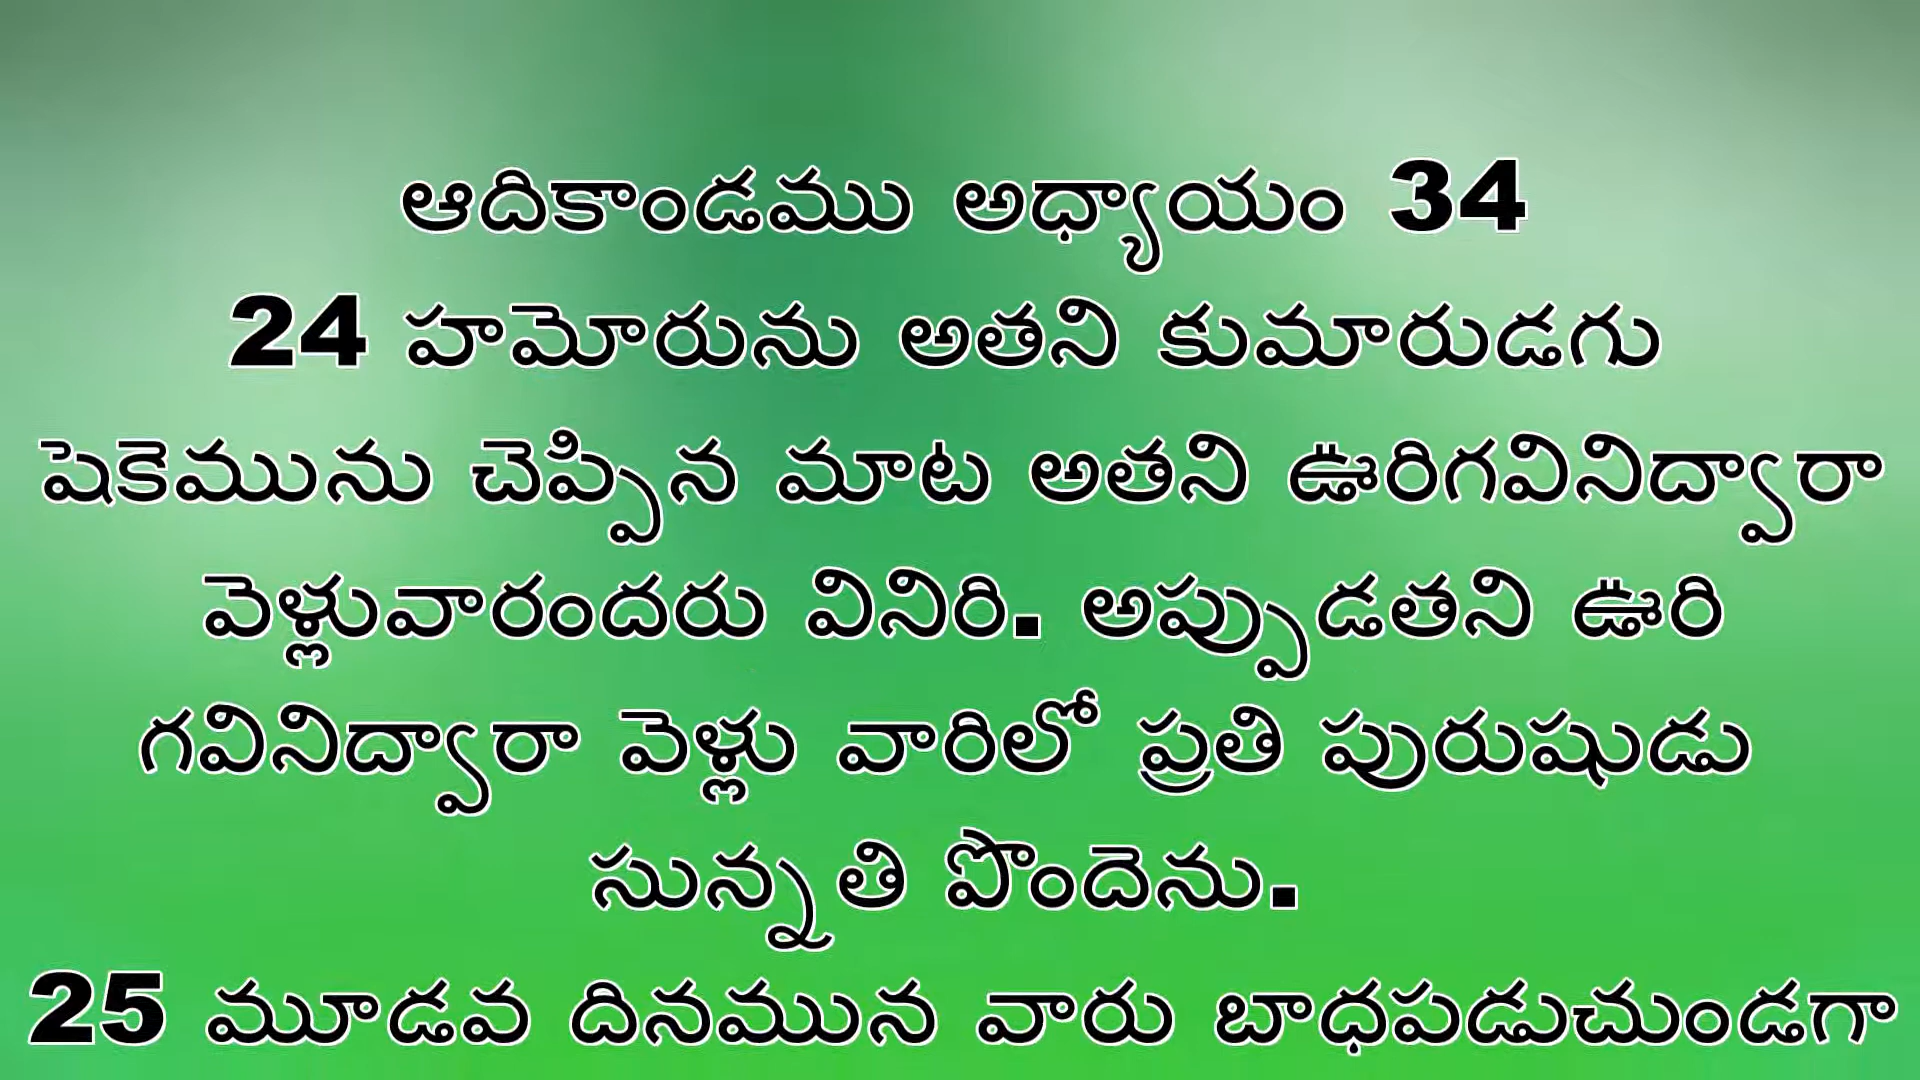 ఆదికాండము అధ్యాయం 34
24 హమోరును అతని కుమారుడగు
షెకెమును చెప్పిన మాట అతని ఊరిగవినిద్వారా
వెళ్లువారందరు వినిరి. అప్పుడతని ఊరి
గవినిద్వారా వెళ్లు వారిలో ప్రతి పురుషుడు
సున్నతి పొందెను.
25 మూడవ దినమున వారు బాధపడుచుండగా